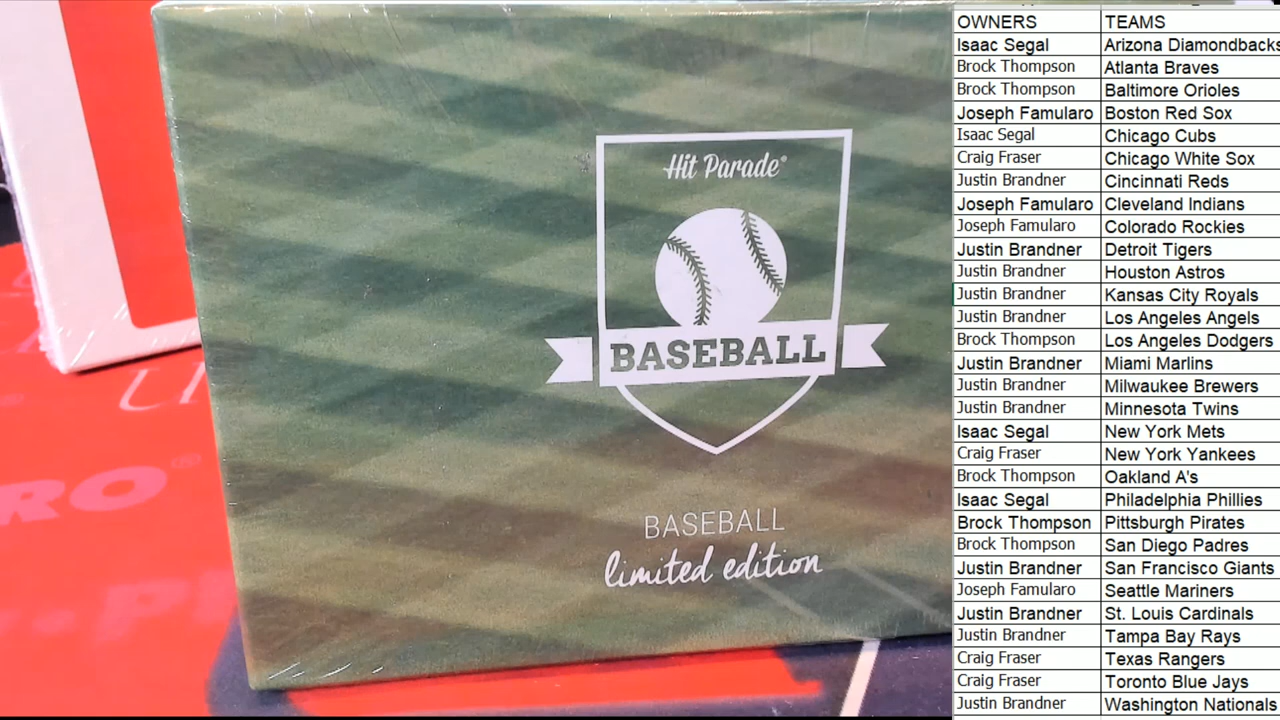 Hit Parade®
BASEBALL
BASEBALL
limited edition
RO®
OWNERS TEAMS
Isaac Segal Arizona Diamondbacks
Brock Thompson Atlanta Braves
Brock Thompson Baltimore Orioles
Joseph Famularo Boston Red Sox
Isaac Segal Chicago Cubs
Craig Fraser Chicago White Sox
Justin Brandner Cincinnati Reds
Joseph Famularo Cleveland Indians
Joseph Famularo Colorado Rockies
Justin Brandner Detroit Tigers
Justin Brandner Houston Astros
Justin Brandner Kansas City Royals
Justin Brandner Los Angeles Angels
Brock Thompson Los Angeles Dodgers
Justin Brandner Miami Marlins
Justin Brandner Milwaukee Brewers
Justin Brandner Minnesota Twins
Isaac Segal New York Mets
Craig Fraser New York Yankees
Brock Thompson Oakland A's
Isaac Segal Philadelphia Phillies
Brock Thompson Pittsburgh Pirates
Brock Thompson San Diego Padres
Justin Brandner San Francisco Giants
Joseph Famularo Seattle Mariners
Justin Brandner St. Louis Cardinals
Justin Brandner Tampa Bay Rays
Craig Fraser Texas Rangers
Craig Fraser Toronto Blue Jays
Justin Brandner Washington Nationals